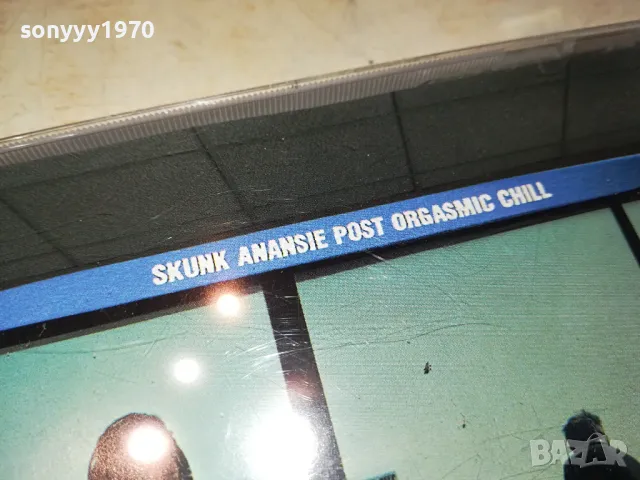 sonyyy1970
SKUNK ANANSIE POST ORGASMIC CHILL
BAZAR